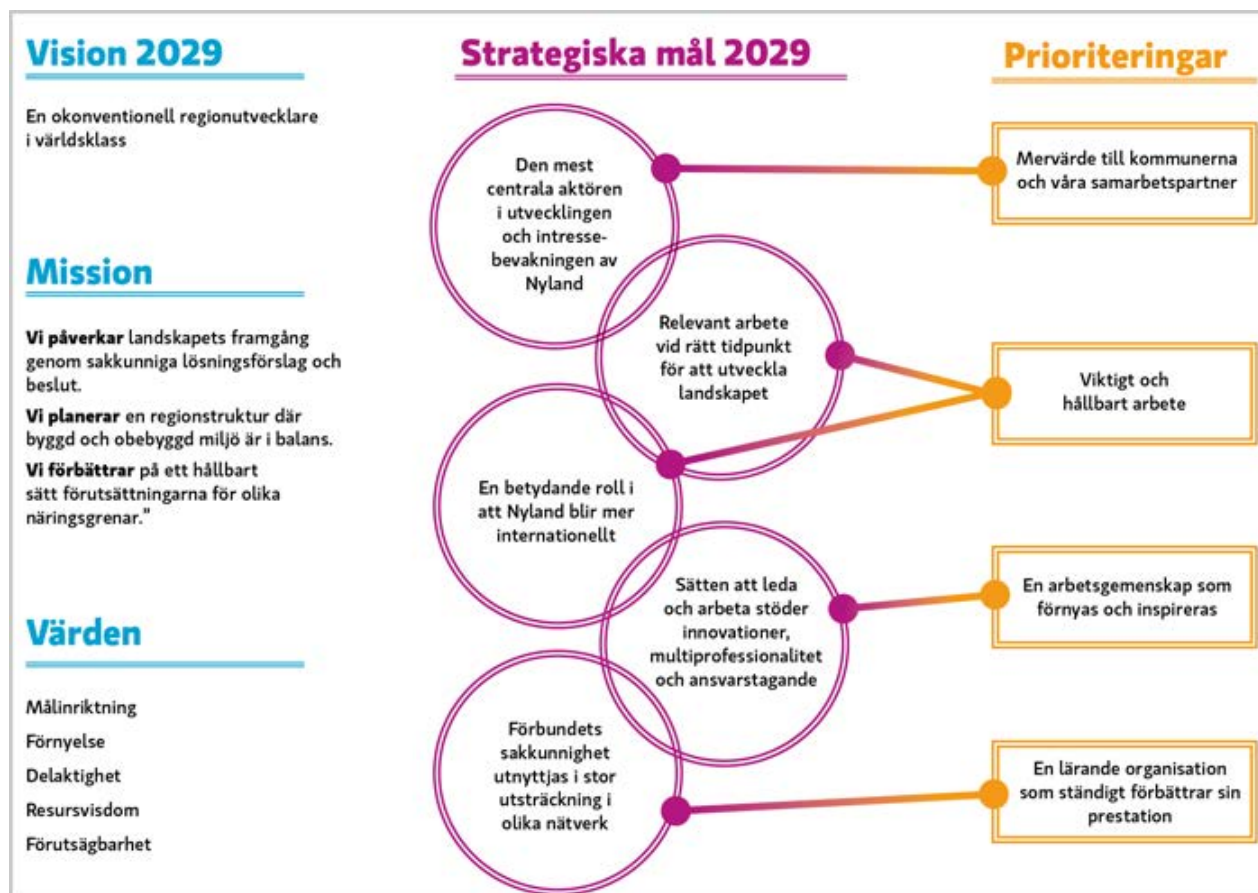 Vision 2029
En okonventionell regionutvecklare
i världsklass
Mission
Vi påverkar landskapets framgång
genom sakkunniga lösningsförslag och
beslut.
Vi planerar en regionstruktur där
byggd och obebyggd miljö är i balans.
Vi förbättrar på ett hållbart
sätt förutsättningarna för olika
näringsgrenar."
Värden
Målinriktning
Förnyelse
Delaktighet
Resursvisdom
Förutsägbarhet
Strategiska mål 2029
Den mest
centrala aktören
i utvecklingen
och intresse-
bevakningen av
Nyland
Relevant arbete
vid rätt tidpunkt
för att utveckla
landskapet
En betydande roll i
att Nyland blir mer
internationellt
Sätten att leda
och arbeta stöder
innovationer,
multiprofessionalitet
och ansvarstagande
Förbundets
sakkunnighet
utnyttjas i stor
utsträckning i
olika nätverk
Prioriteringar
Mervärde till kommunerna
och våra samarbetspartner
Viktigt och
hållbart arbete
En arbetsgemenskap som
förnyas och inspireras
En lärande organisation
som ständigt förbättrar sin
prestation